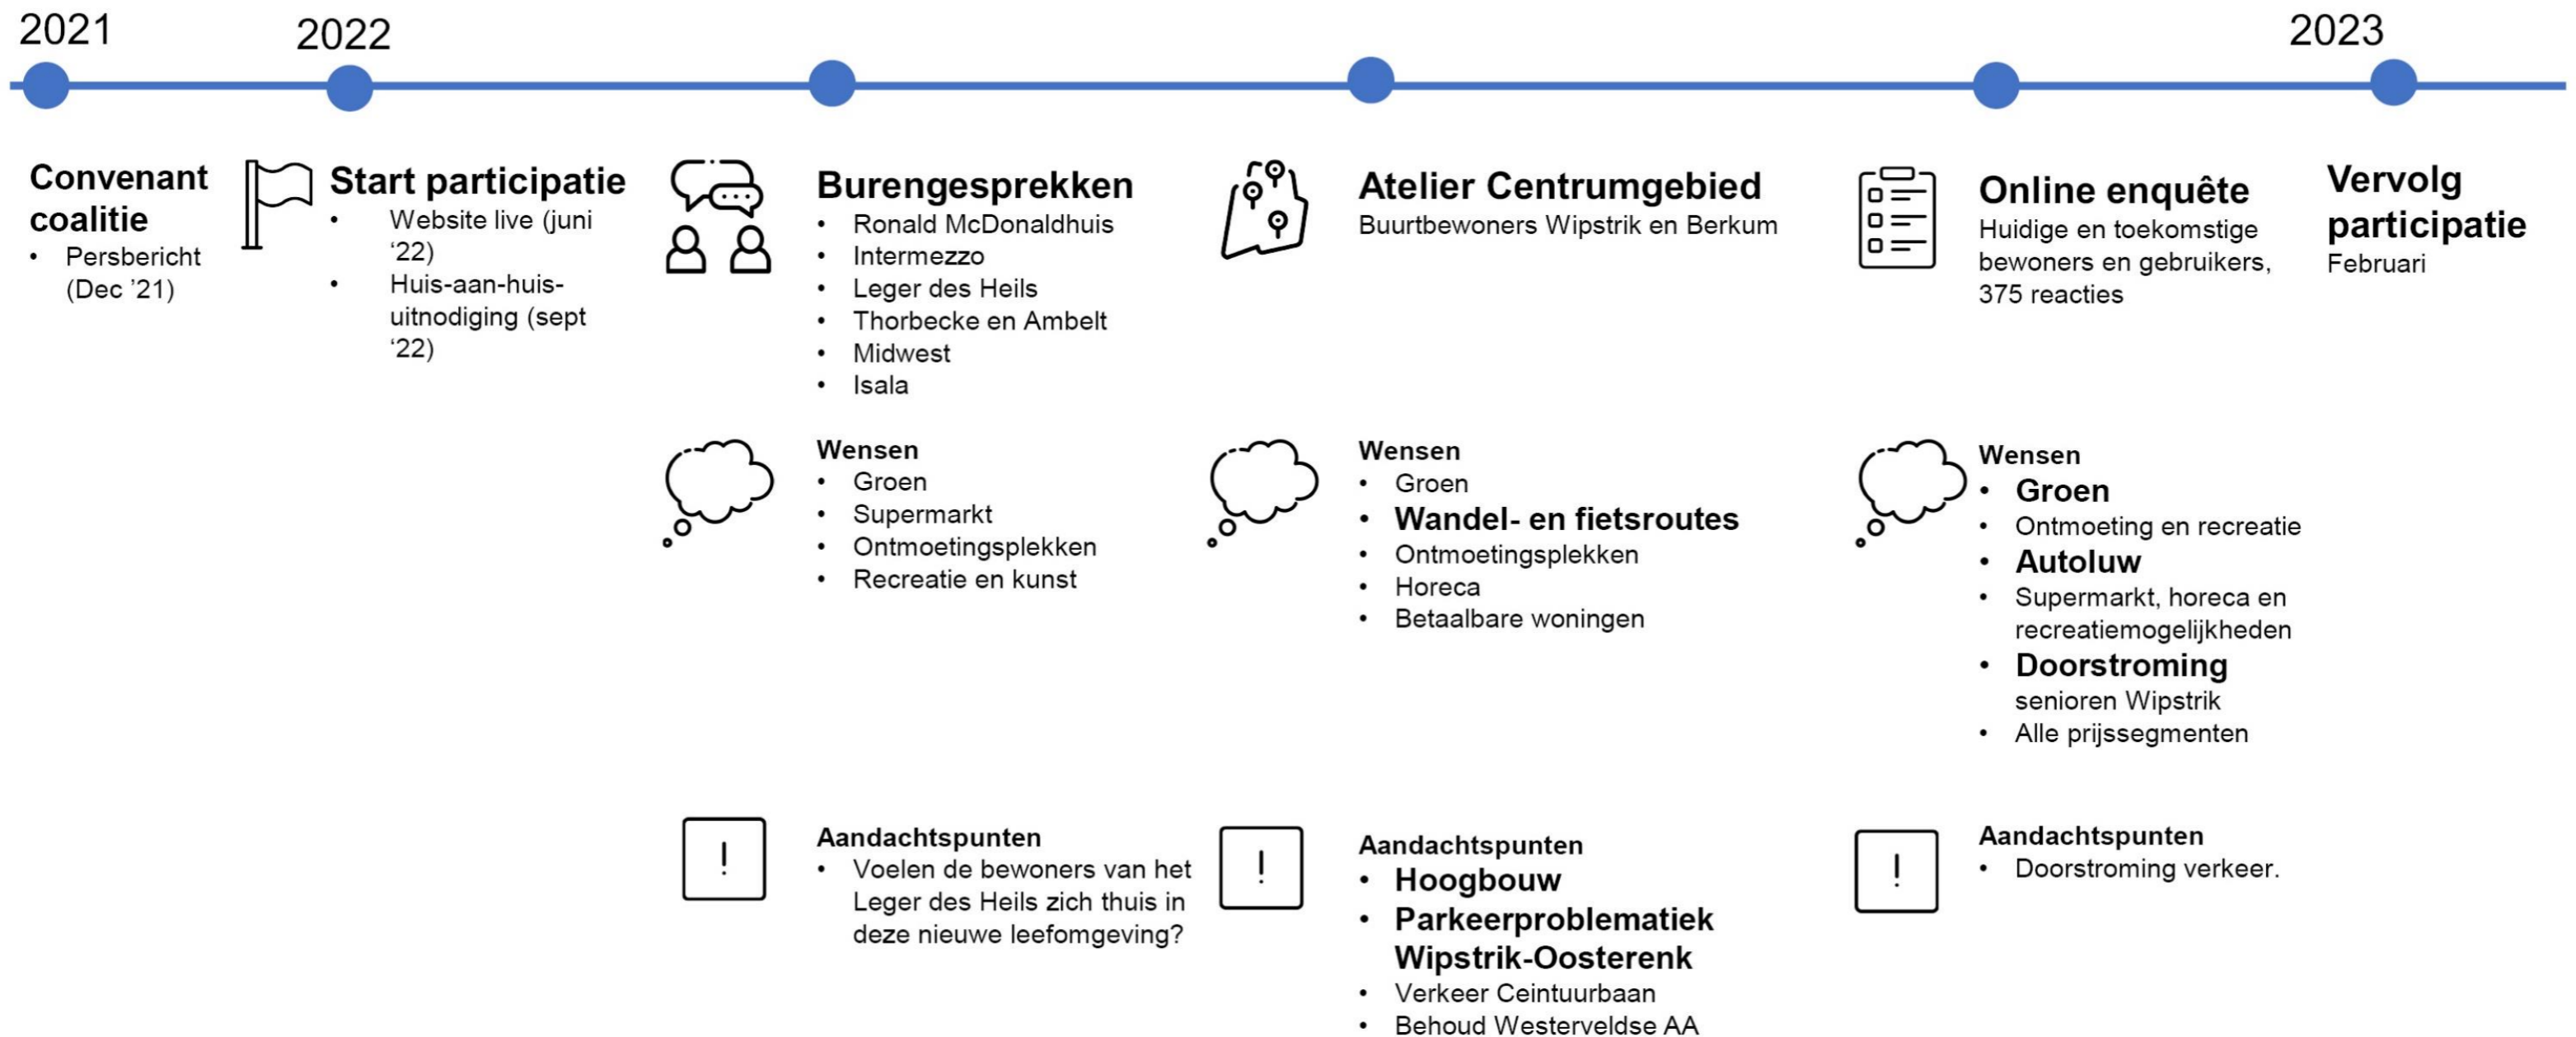 2021
2022
2023
Convenant
coalitie
• Persbericht
(Dec ’21)
Start participatie
• Website live (juni
‘22)
• Huis-aan-huis-
uitnodiging (sept
‘22)
Burengesprekken
• Ronald McDonaldhuis
• Intermezzo
• Leger des Heils
• Thorbecke en Ambelt
• Midwest
• Isala
Wensen
• Groen
• Supermarkt
• Ontmoetingsplekken
• Recreatie en kunst
Aandachtspunten
• Voelen de bewoners van het
Leger des Heils zich thuis in
deze nieuwe leefomgeving?
Atelier Centrumgebied
Buurtbewoners Wipstrik en Berkum
Wensen
• Groen
• Wandel- en fietsroutes
• Ontmoetingsplekken
• Horeca
• Betaalbare woningen
Aandachtspunten
• Hoogbouw
• Parkeerproblematiek
Wipstrik-Oosterenk
• Verkeer Ceintuurbaan
• Behoud Westerveldse AA
Online enquête
Huidige en toekomstige
bewoners en gebruikers,
375 reacties
Wensen
• Groen
• Ontmoeting en recreatie
• Autoluw
• Supermarkt, horeca en
recreatiemogelijkheden
• Doorstroming
senioren Wipstrik
• Alle prijssegmenten
Aandachtspunten
• Doorstroming verkeer.
Vervolg
participatie
Februari